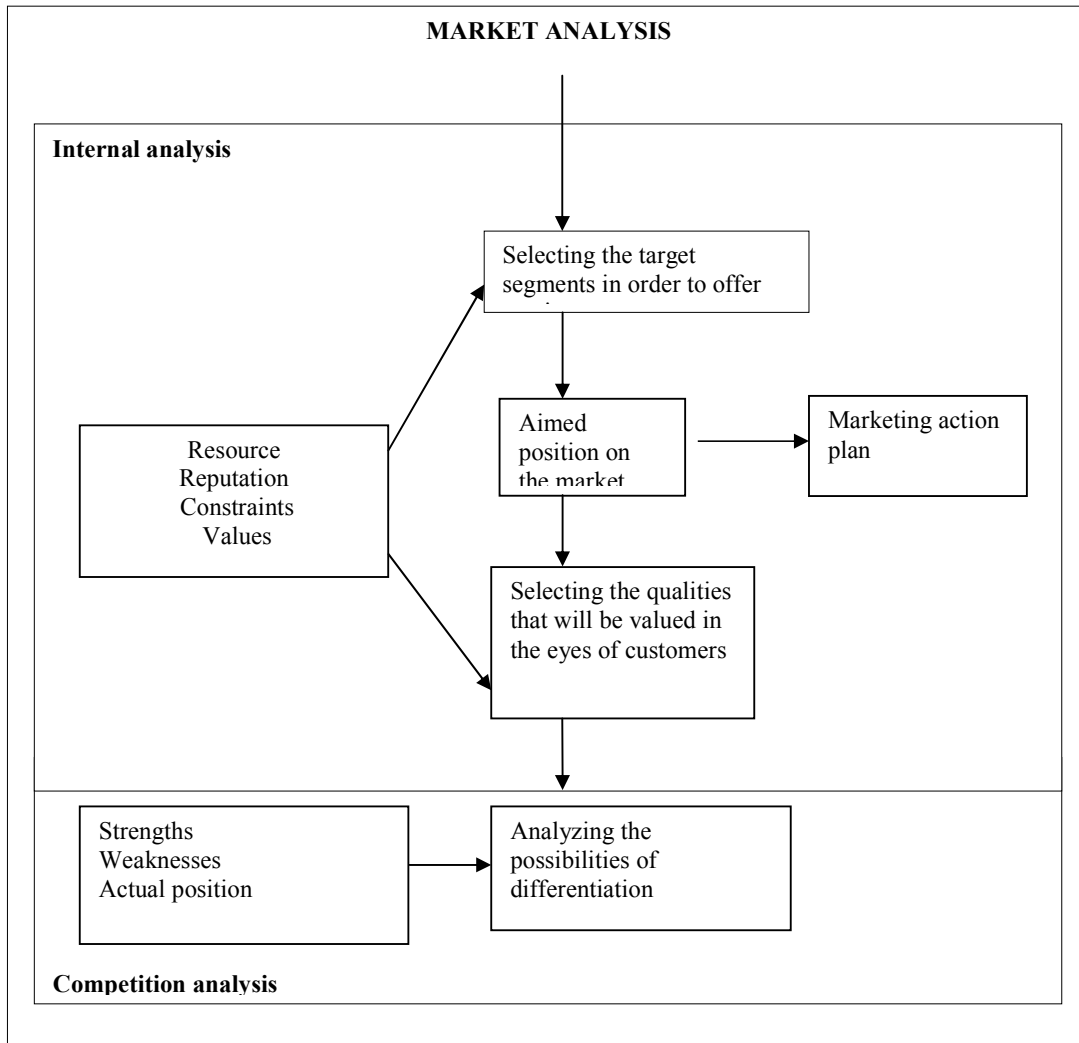 MARKET ANALYSIS
Internal analysis
Selecting the target
segments in order to offer
Resource
Reputation
Constraints
Values
Aimed
position on
the market
Marketing action
plan
Selecting the qualities
that will be valued in
the eyes of customers
Strengths
Weaknesses
Actual position
Analyzing the
possibilities of
differentiation
Competition analysis